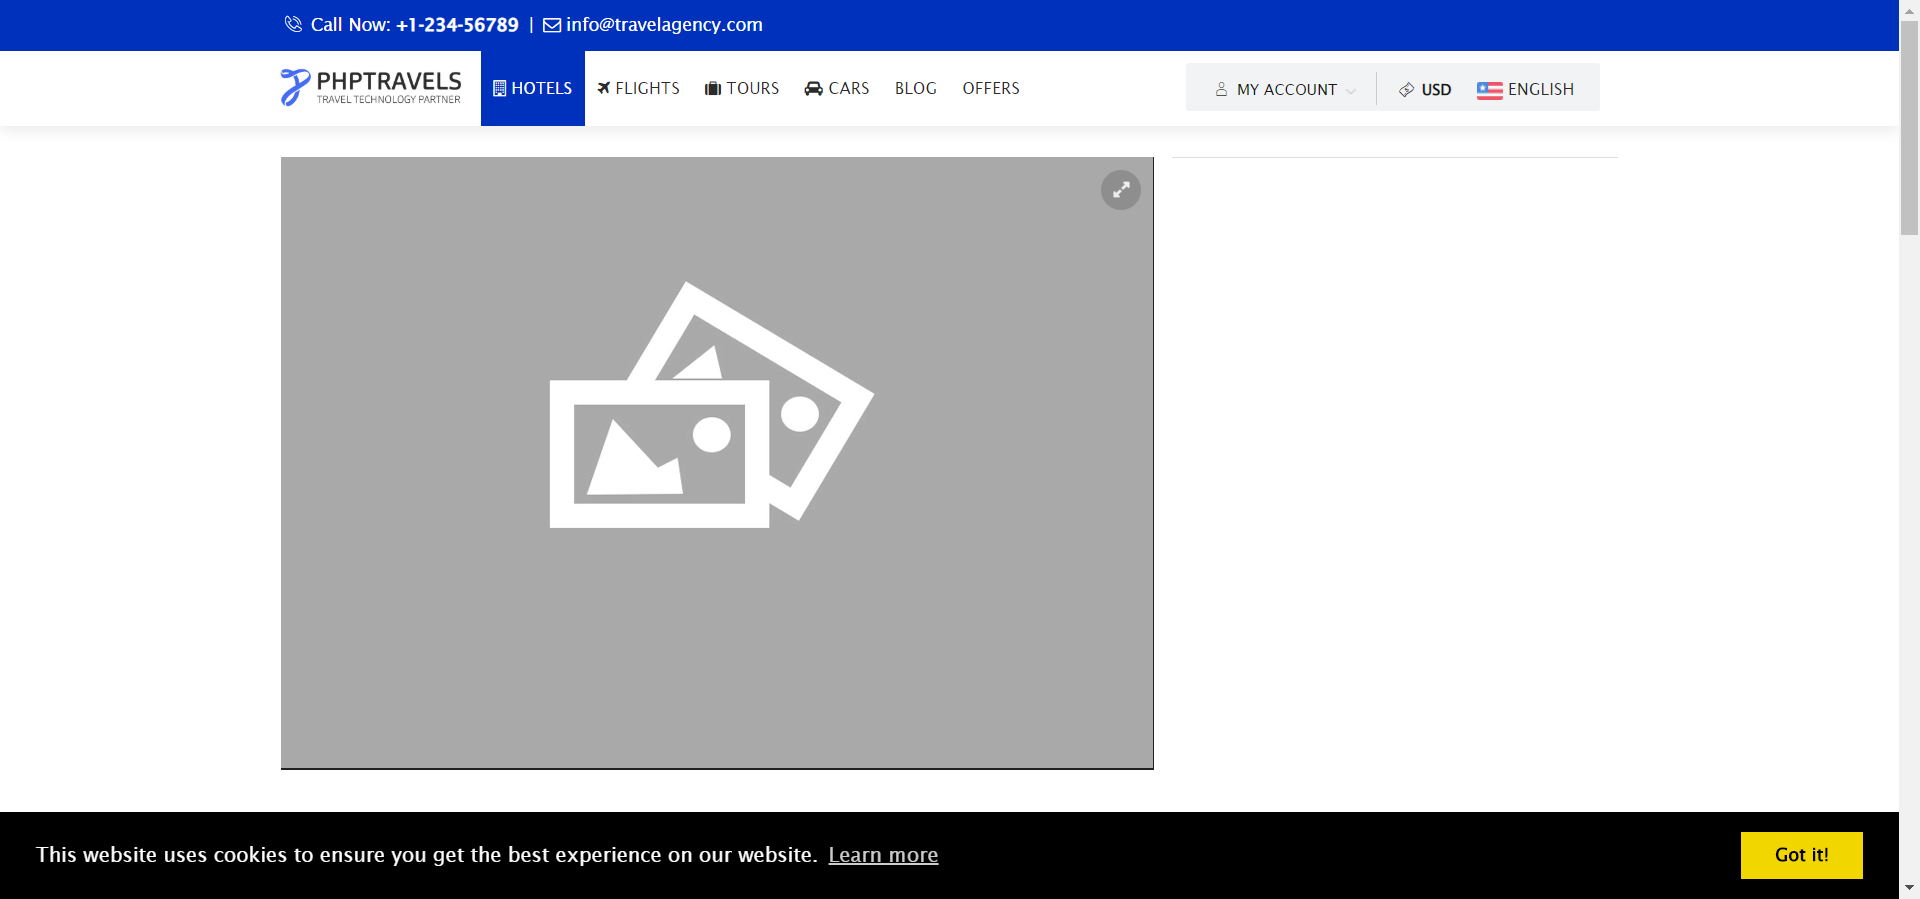 Call Now: +1-234-56789 | info@travelagency.com
PHPTRAVELS
TRAVEL TECHNOLOGY PARTNER
HOTELS FLIGHTS TOURS CARS BLOG OFFERS
MY ACCOUNT USD ENGLISH
This website uses cookies to ensure you get the best experience on our website. Learn more
Got it!